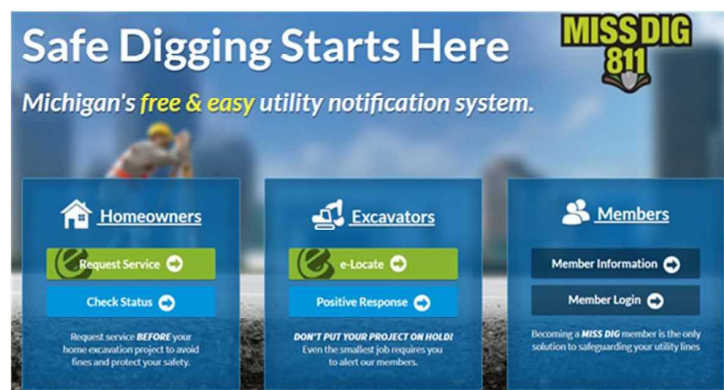 Safe Digging Starts Here
MISS DIG
811
Michigan's free & easy utility notification system.
Homeowners
Request Service
Check Status
Request service BEFORE your
home excavation project to avoid
fines and protect your safety.
Excavators
e-Locate
Positive Response
DON'T PUT YOUR PROJECT ON HOLD!
Even the smallest job requires you
to alert our members.
Members
Member Information
Member Login
Becoming a MISS DIG member is the only
solution to safeguarding your utility lines